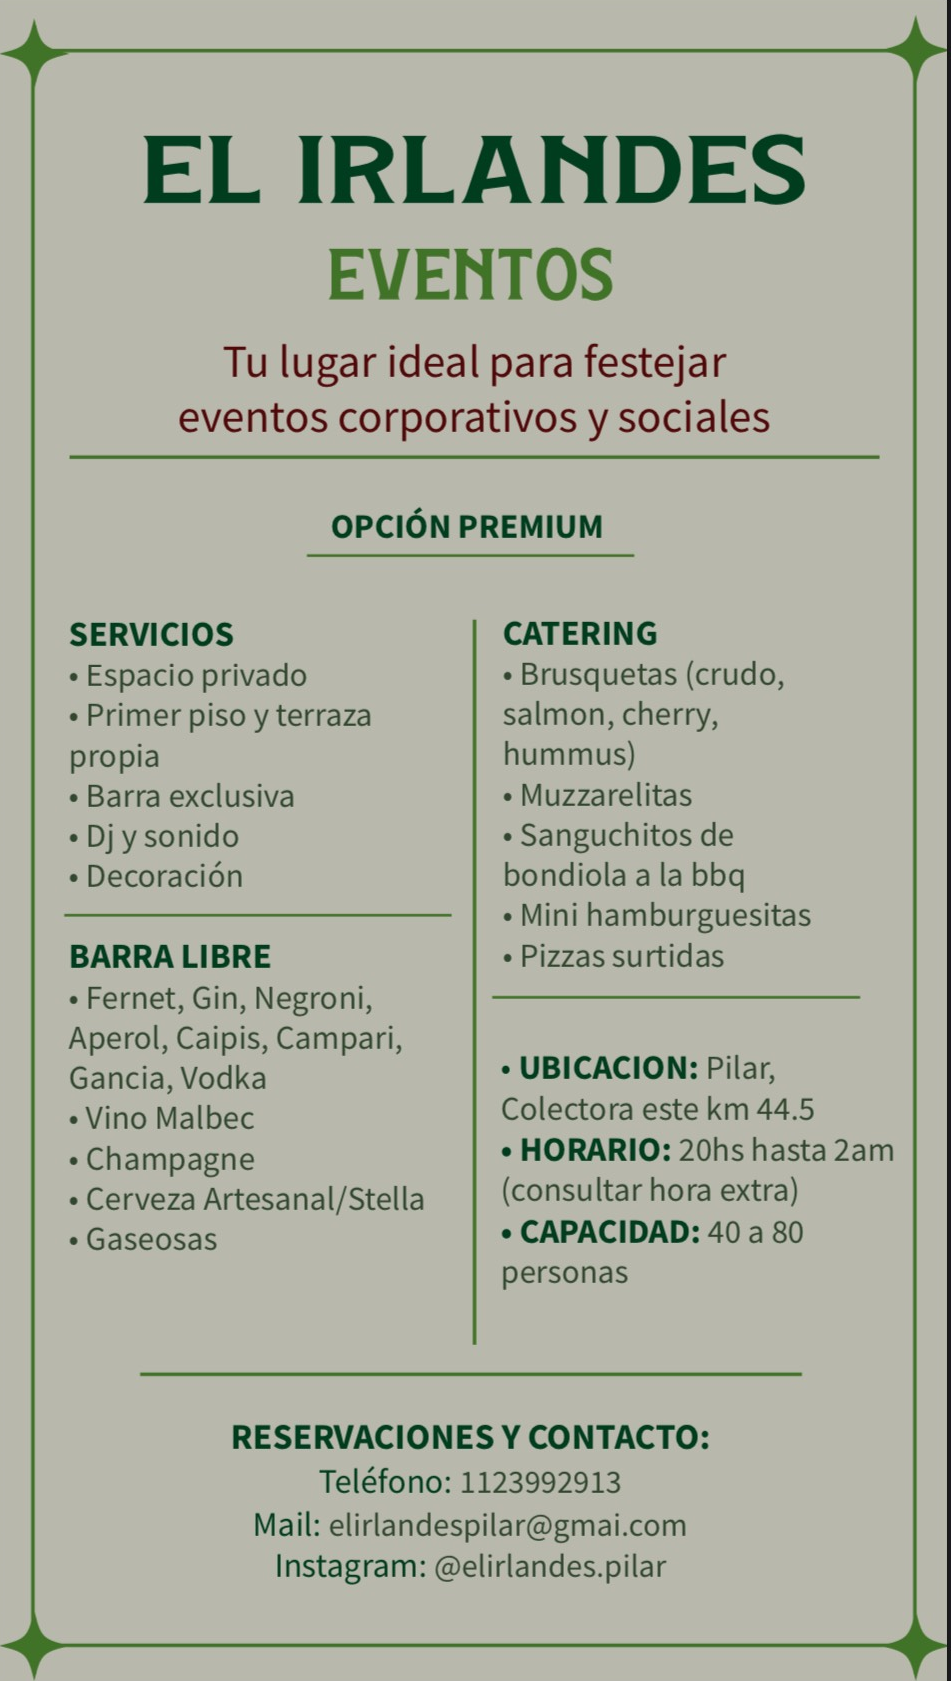 EL IRLANDES
EVENTOS
Tu lugar ideal para festejar
eventos corporativos y sociales
OPCIÓN PREMIUM
SERVICIOS
• Espacio privado
• Primer piso y terraza
propia
• Barra exclusiva
• Dj y sonido
• Decoración
BARRA LIBRE
• Fernet, Gin, Negroni,
Aperol, Caipis, Campari,
Gancia, Vodka
• Vino Malbec
• Champagne
• Cerveza Artesanal/Stella
• Gaseosas
CATERING
• Brusquetas (crudo,
salmon, cherry,
hummus)
• Muzzarelitas
• Sanguchitos de
bondiola a la bbq
• Mini hamburguesitas
• Pizzas surtidas
• UBICACION: Pilar,
Colectora este km 44.5
• HORARIO: 20hs hasta 2am
(consultar hora extra)
• CAPACIDAD: 40 a 80
personas
RESERVACIONES Y CONTACTO:
Teléfono: 1123992913
Mail: elirlandespilar@gmai.com
Instagram: @elirlandes.pilar